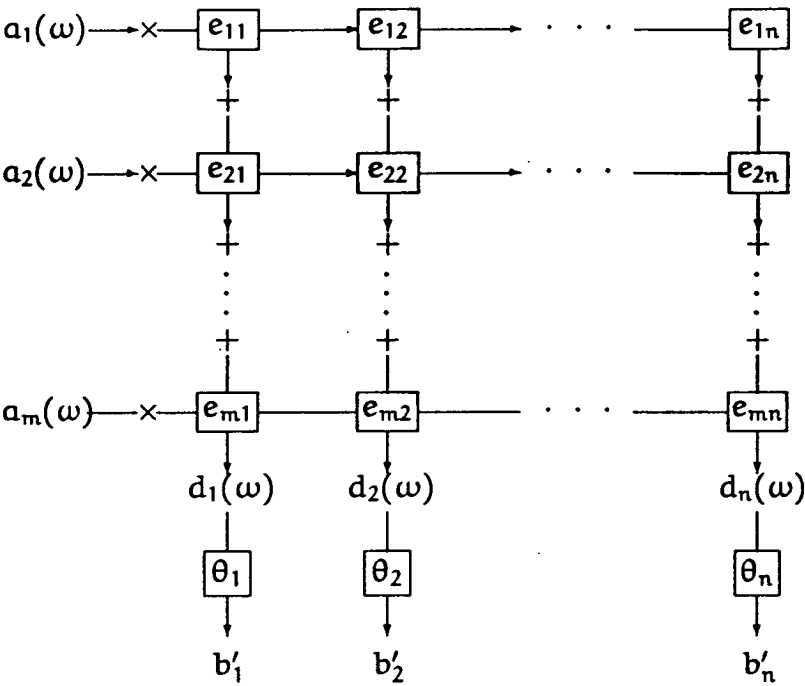 a₁(ω) × e₁₁ e₁₂ · · · e₁ₙ
+ + +
a₂(ω) × e₂₁ e₂₂ · · · e₂ₙ
+ + +
+ + +
aₘ(ω) × eₘ₁ eₘ₂ · · · eₘₙ
d₁(ω) d₂(ω) dₙ(ω)
θ₁ θ₂ θₙ
b′₁ b′₂ b′ₙ